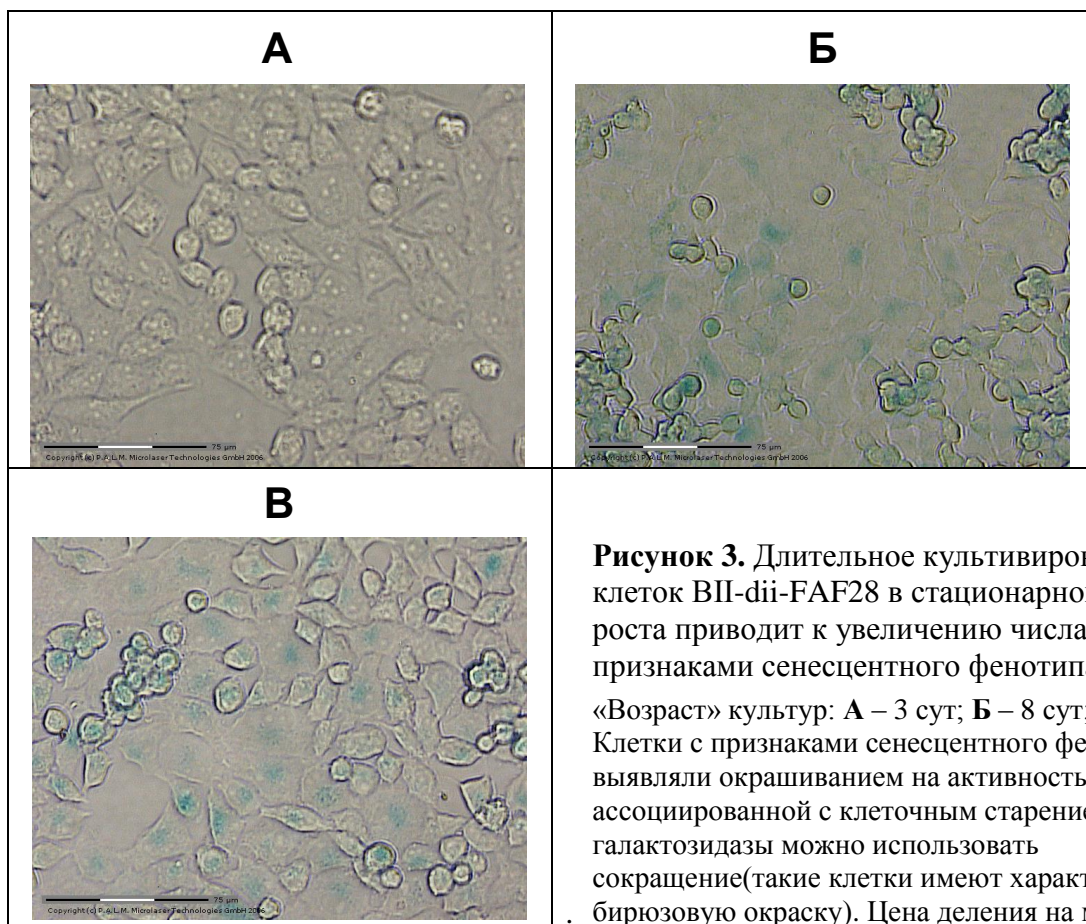 А
Б
75 µm
Copyright (c) P.A.L.M. Microlaser Technologies GmbH 2006
75 µm
Copyright (c) P.A.L.M. Microlaser Technologies GmbH 2006
В
75 µm
Copyright (c) P.A.L.M. Microlaser Technologies GmbH 2006
Рисунок 3. Длительное культивиров
клеток BII-dii-FAF28 в стационарно
роста приводит к увеличению числа
признаками сенесцентного фенотип
«Возраст» культур: А – 3 сут; Б – 8 сут;
Клетки с признаками сенесцентного фе
выявляли окрашиванием на активность
ассоциированной с клеточным старени
галактозидазы можно использовать
сокращение(такие клетки имеют характ
. бирюзовую окраску). Цена деления на